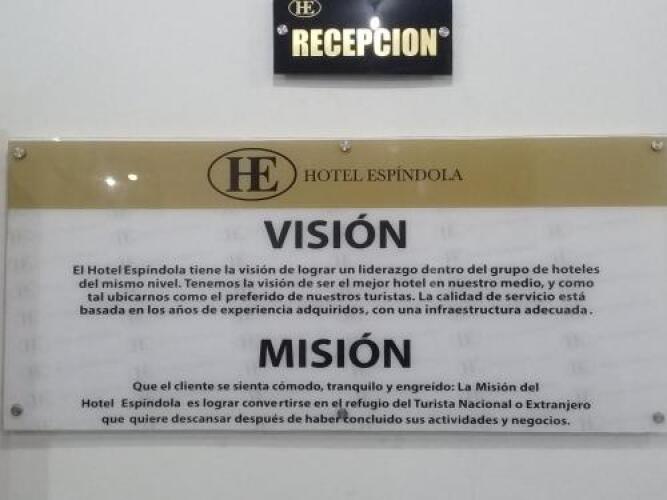 HE
RECEPCION
HE HOTEL ESPÍNDOLA
VISIÓN
El Hotel Espíndola tiene la visión de lograr un liderazgo dentro del grupo de hoteles
del mismo nivel. Tenemos la visión de ser el mejor hotel en nuestro medio, y como
tal ubicarnos como el preferido de nuestros turistas. La calidad de servicio está
basada en los años de experiencia adquiridos, con una infraestructura adecuada.
MISIÓN
Que el cliente se sienta cómodo, tranquilo y engreído: La Misión del
Hotel Espíndola es lograr convertirse en el refugio del Turista Nacional o Extranjero
que quiere descansar después de haber concluido sus actividades y negocios.